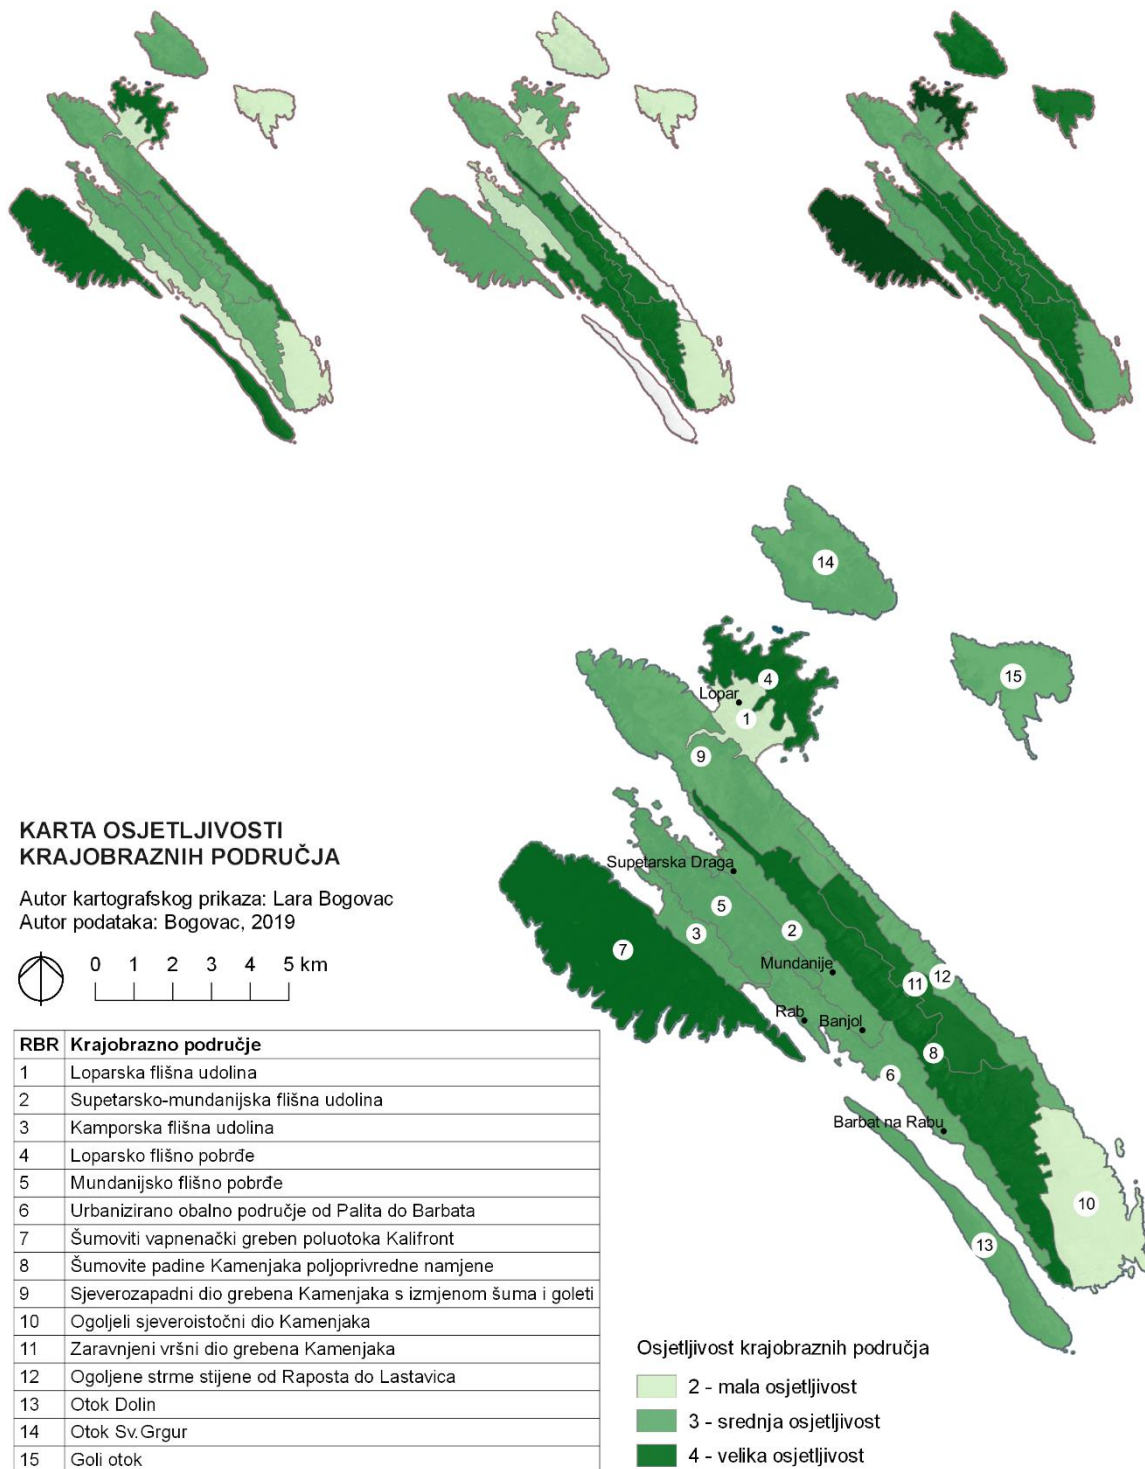 14
4
Lopar
15
1
9
KARTA OSJETLJIVOSTI
KRAJOBRAZNIH PODRUČJA
Autor kartografskog prikaza: Lara Bogovac
Autor podataka: Bogovac, 2019
0 1 2 3 4 5 km
Supetarska Draga
5
3
2
7
Mundanije
12
11
Rab
Banjol
8
6
Barbat na Rabu
10
13
RBR Krajobrazno područje
1 Loparska flišna udolina
2 Supetarsko-mundanijska flišna udolina
3 Kamporska flišna udolina
4 Loparsko flišno pobrđe
5 Mundanijsko flišno pobrđe
6 Urbanizirano obalno područje od Palita do Barbata
7 Šumoviti vapnenački greben poluotoka Kalifront
8 Šumovite padine Kamenjaka poljoprivredne namjene
9 Sjeverozapadni dio grebena Kamenjaka s izmjenom šuma i goleti
10 Ogoljeli sjeveroistočni dio Kamenjaka
11 Zaravnjeni vršni dio grebena Kamenjaka
12 Ogoljene strme stijene od Raposta do Lastavica
13 Otok Dolin
14 Otok Sv.Grgur
15 Goli otok
Osjetljivost krajobraznih područja
2 - mala osjetljivost
3 - srednja osjetljivost
4 - velika osjetljivost